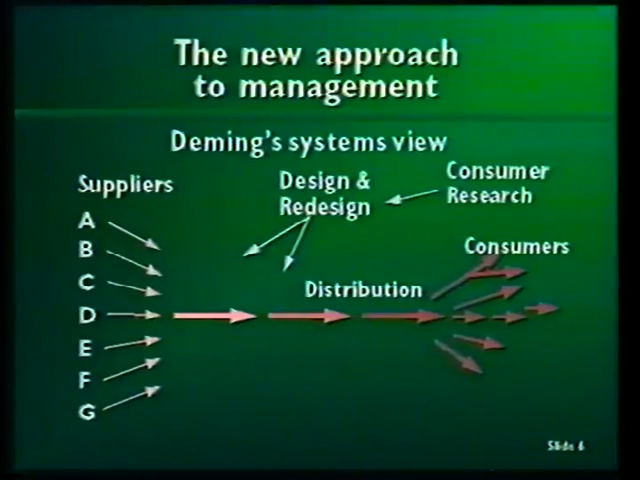 The new approach
to management
Deming's systems view
Suppliers
Design &
Redesign
Consumer
Research
A
B
C
D
E
F
G
Consumers
Distribution
Slide 6